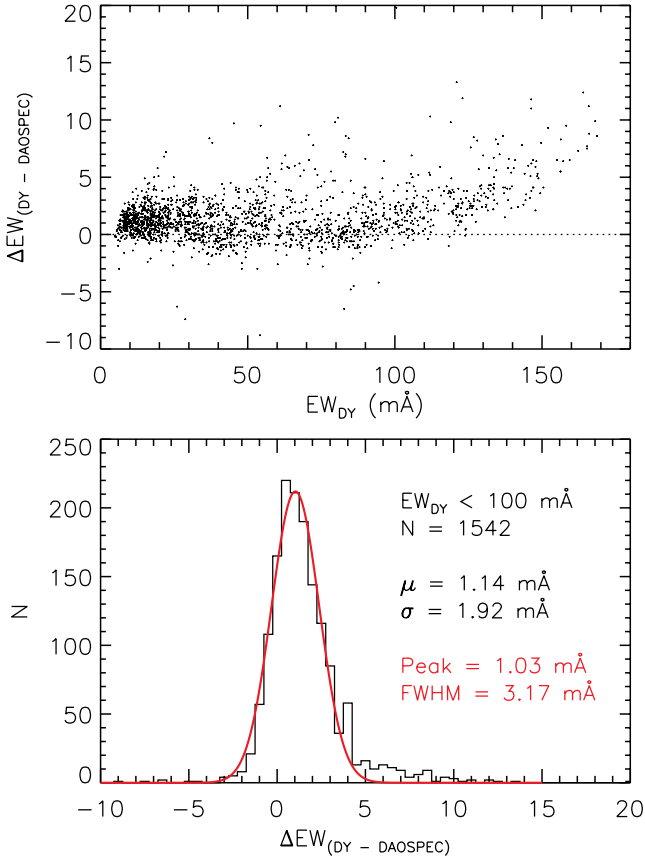 20
15
10
5
0
−5
−10
ΔEW(DY − DAOSPEC)
0 50 100 150
EW_DY (mÅ)
250
200
150
100
50
0
N
EW_DY < 100 mÅ
N = 1542
μ = 1.14 mÅ
σ = 1.92 mÅ
Peak = 1.03 mÅ
FWHM = 3.17 mÅ
−10 −5 0 5 10 15 20
ΔEW(DY − DAOSPEC)